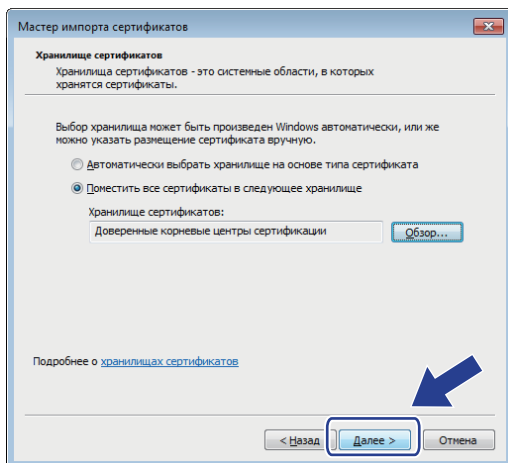 Мастер импорта сертификатов
Хранилище сертификатов
Хранилища сертификатов - это системные области, в которых
хранятся сертификаты.
Выбор хранилища может быть произведен Windows автоматически, или же
можно указать размещение сертификата вручную.
Автоматически выбрать хранилище на основе типа сертификата
Поместить все сертификаты в следующее хранилище
Хранилище сертификатов:
Доверенные корневые центры сертификации
Обзор...
Подробнее о хранилищах сертификатов
< Назад
Далее >
Отмена